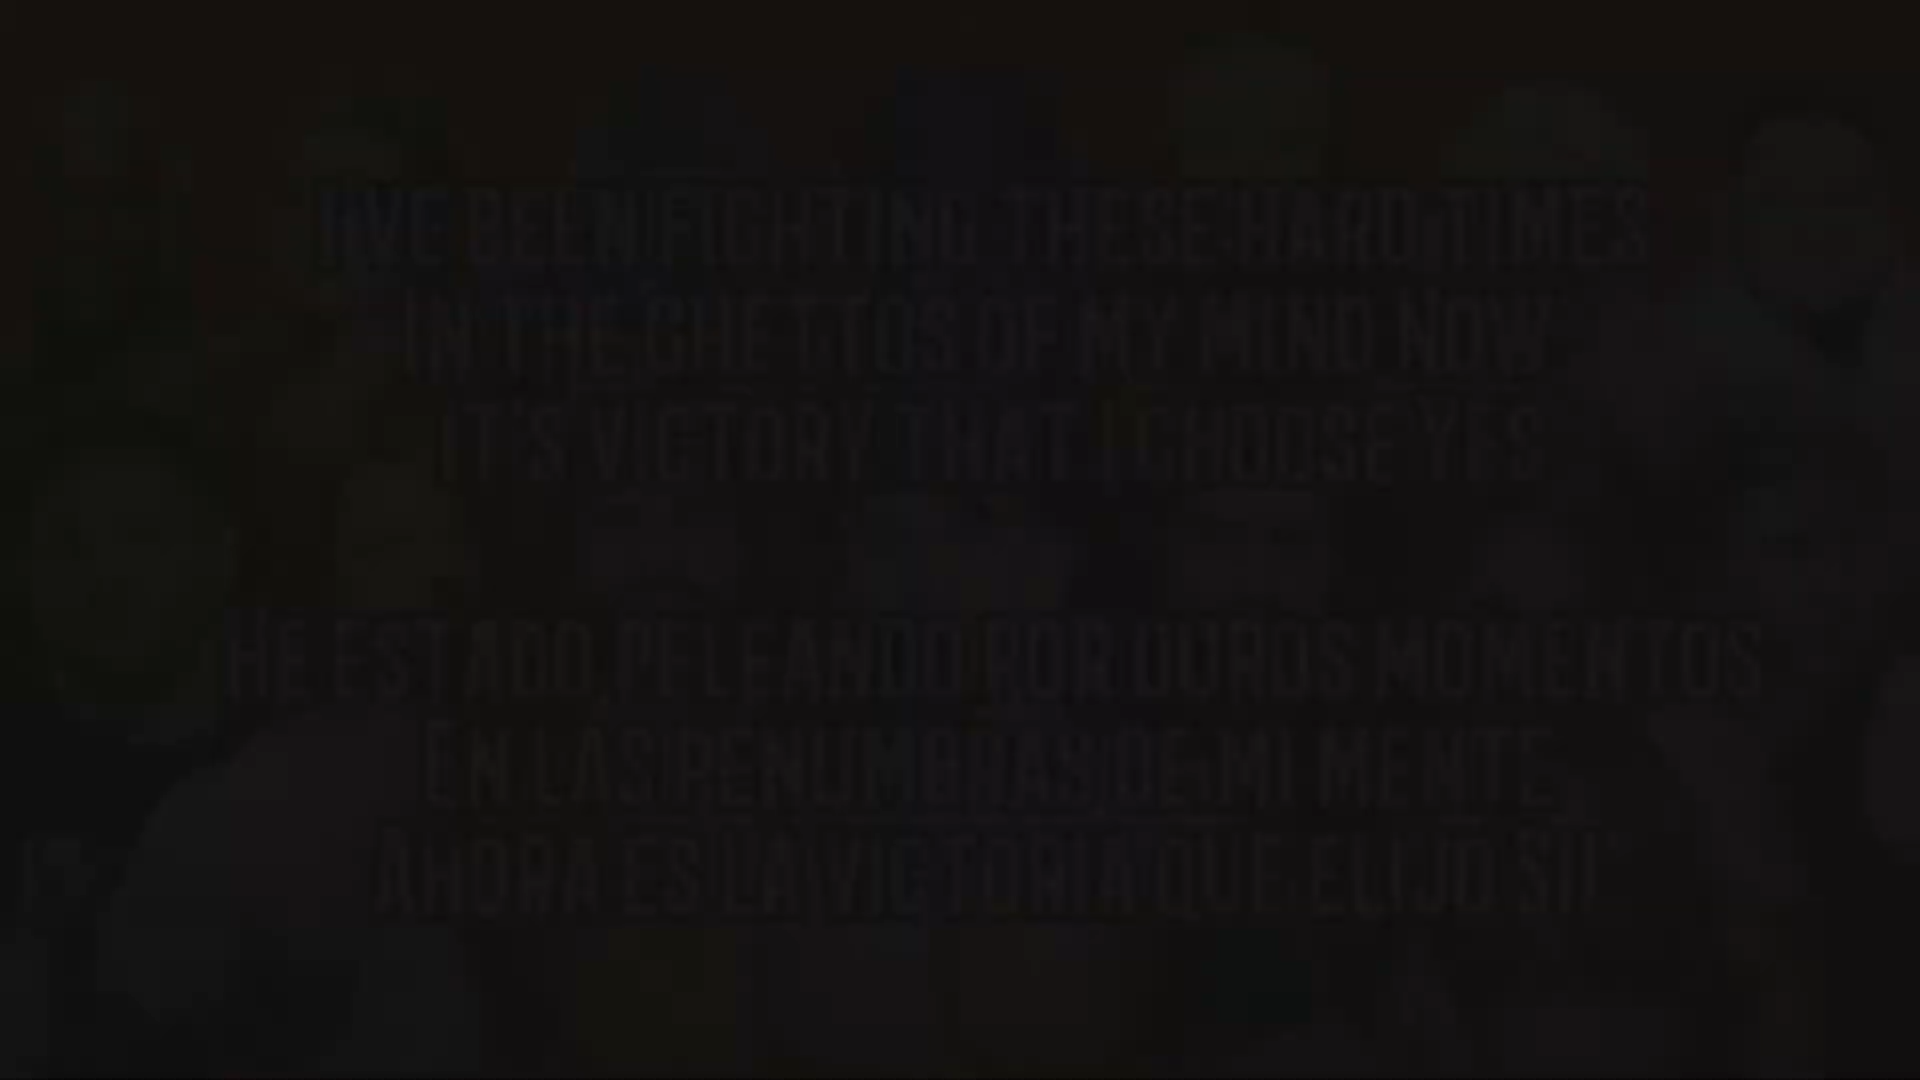 I'VE BEEN FIGHTING THESE HARD TIMES
IN THE GHETTOS OF MY MIND NOW
IT'S VICTORY THAT I CHOOSE YES
HE ESTADO PELEANDO POR DUROS MOMENTOS
EN LAS PENUMBRAS DE MI MENTE
AHORA ES LA VICTORIA QUE ELIJO SI!